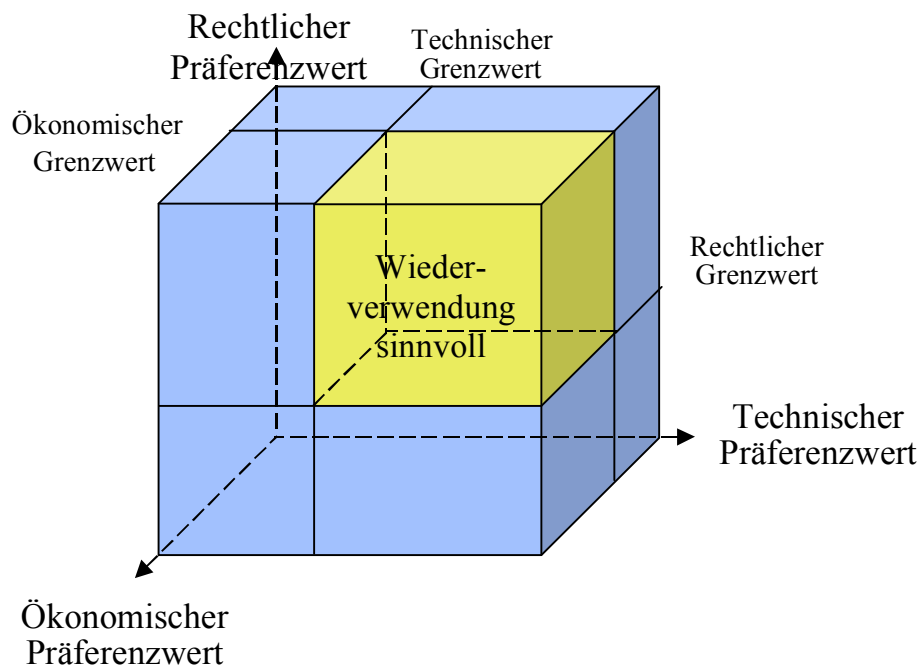 Rechtlicher
Präferenzwert
Technischer
Grenzwert
Ökonomischer
Grenzwert
Rechtlicher
Grenzwert
Wieder-
verwendung
sinnvoll
Technischer
Präferenzwert
Ökonomischer
Präferenzwert